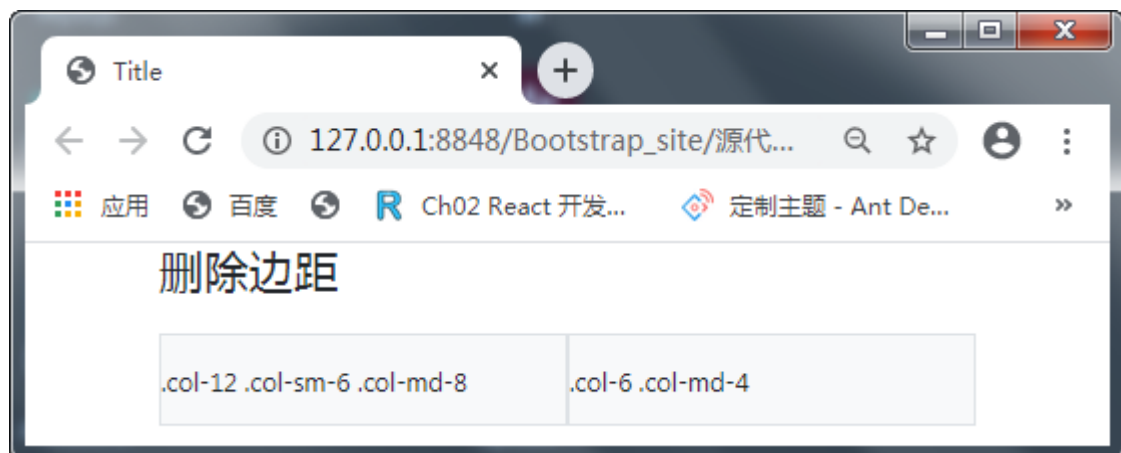 Title
127.0.0.1:8848/Bootstrap_site/源代...
应用 百度 Ch02 React 开发... 定制主题 - Ant De...
删除边距
.col-12 .col-sm-6 .col-md-8 .col-6 .col-md-4